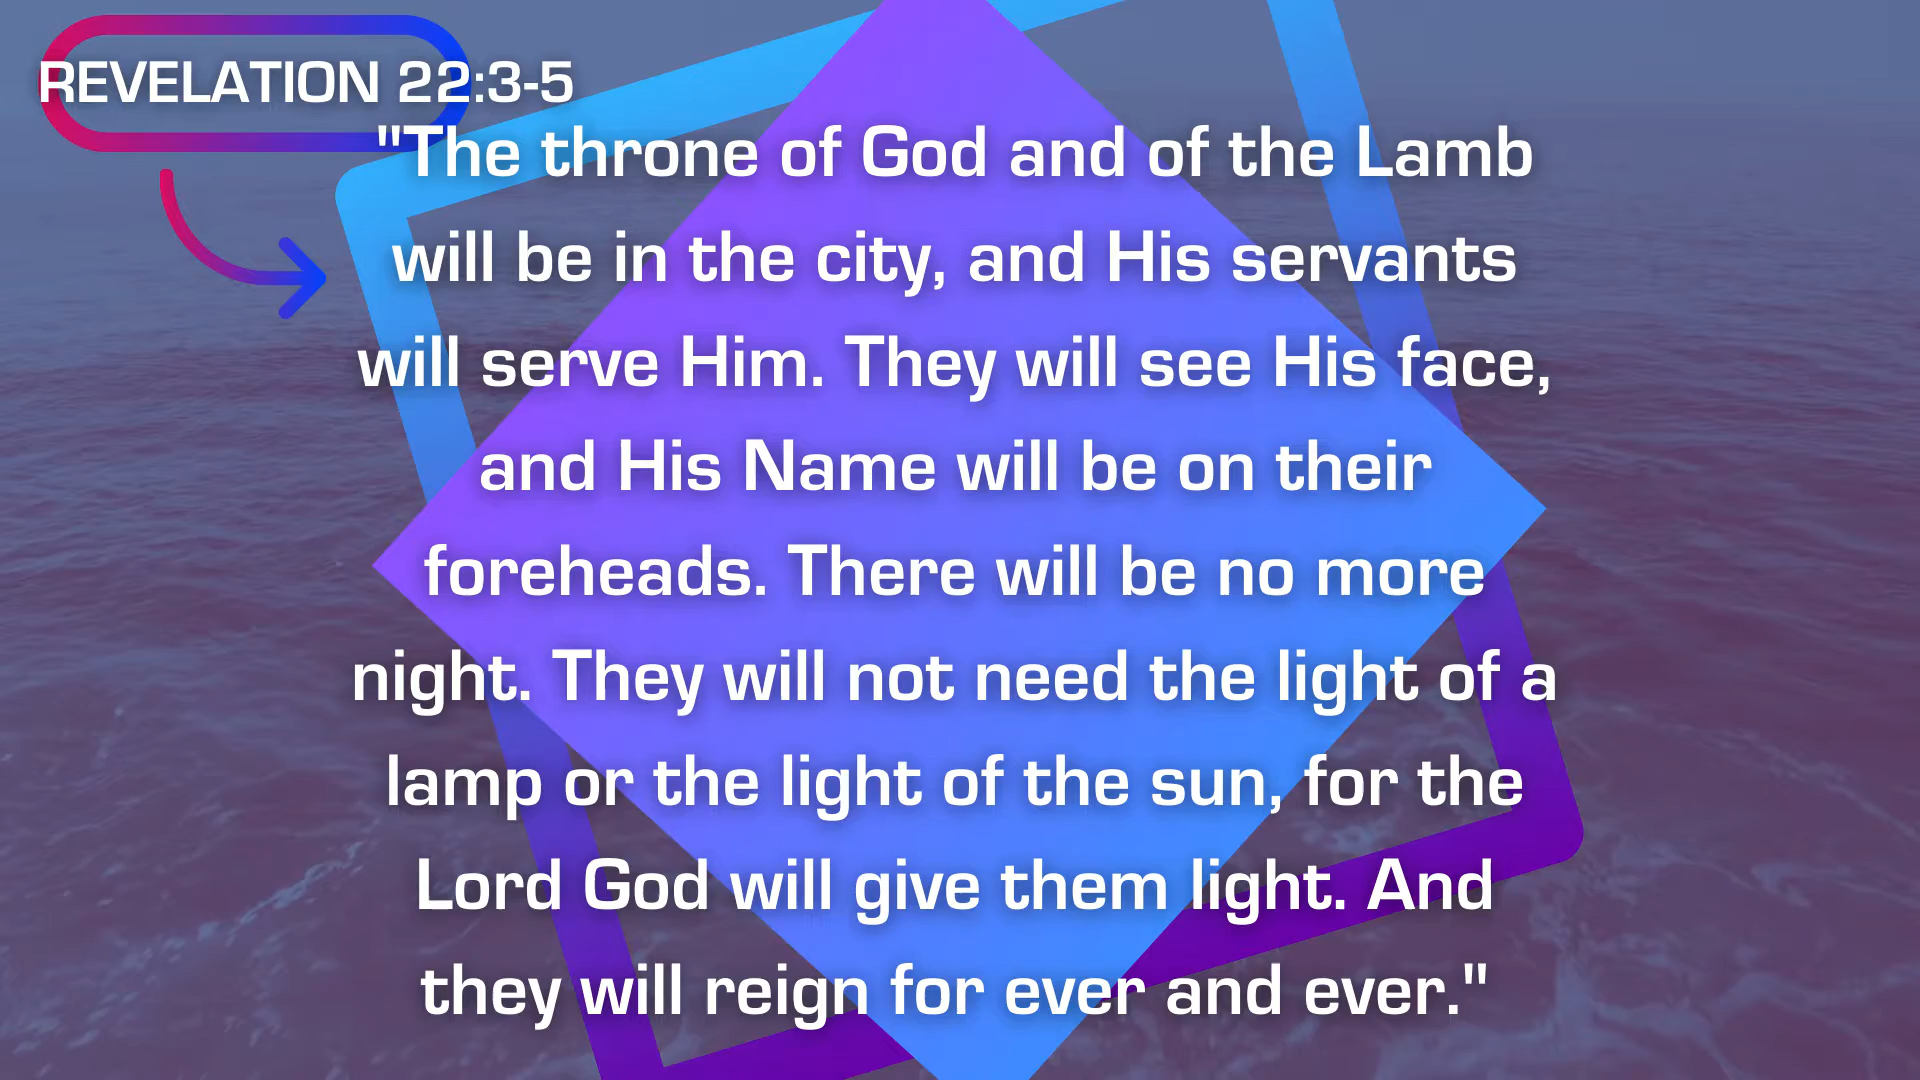 REVELATION 22:3-5
"The throne of God and of the Lamb
will be in the city, and His servants
will serve Him. They will see His face,
and His Name will be on their
foreheads. There will be no more
night. They will not need the light of a
lamp or the light of the sun, for the
Lord God will give them light. And
they will reign for ever and ever."